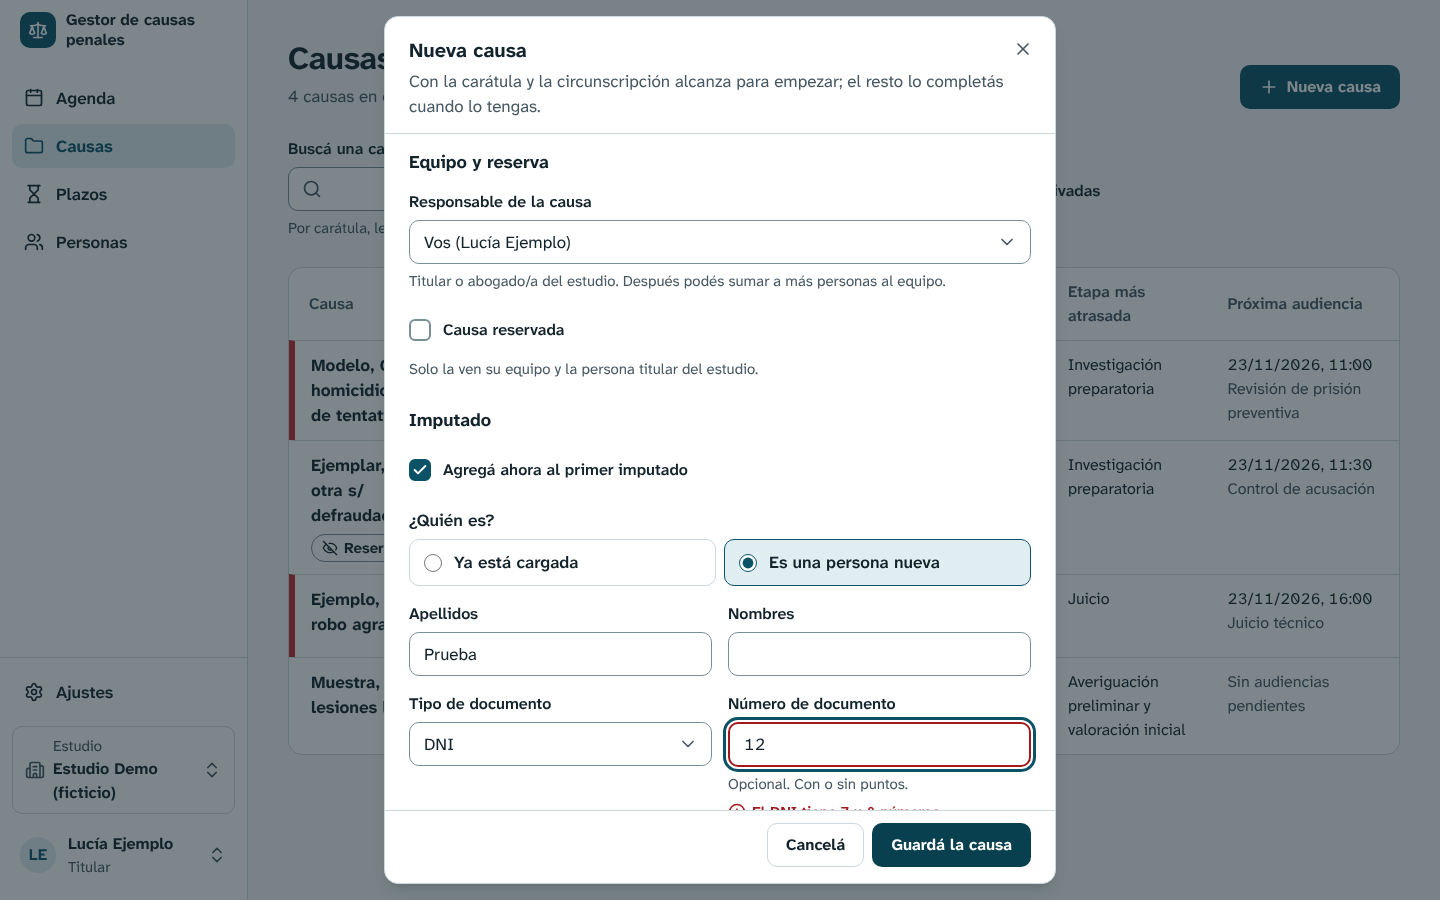 Gestor de causas
penales
Agenda
Causas
Plazos
Personas
Ajustes
Estudio
Estudio Demo
(ficticio)
LE
Lucía Ejemplo
Titular
Causas
4 causas en
Nueva causa
Buscá una
Por carátula,
Causa
Etapa más
atrasada
Próxima audiencia
Modelo,
de
Investigación
preparatoria
23/11/2026, 11:00
Revisión de prisión
preventiva
Ejemplar,
otra s/
Investigación
preparatoria
23/11/2026, 11:30
Control de acusación
Ejemplo,
robo
Juicio
23/11/2026, 16:00
Juicio técnico
Muestra,
lesiones
Averiguación
preliminar y
valoración inicial
Sin audiencias
pendientes
Nueva causa
Con la carátula y la circunscripción alcanza para empezar; el resto lo completás
cuando lo tengas.
Equipo y reserva
Responsable de la causa
Vos (Lucía Ejemplo)
Titular o abogado/a del estudio. Después podés sumar a más personas al equipo.
Causa reservada
Solo la ven su equipo y la persona titular del estudio.
Imputado
Agregá ahora al primer imputado
¿Quién es?
Ya está cargada
Es una persona nueva
Apellidos
Nombres
Prueba
Tipo de documento
Número de documento
DNI
12
Opcional. Con o sin puntos.
Cancelá
Guardá la causa